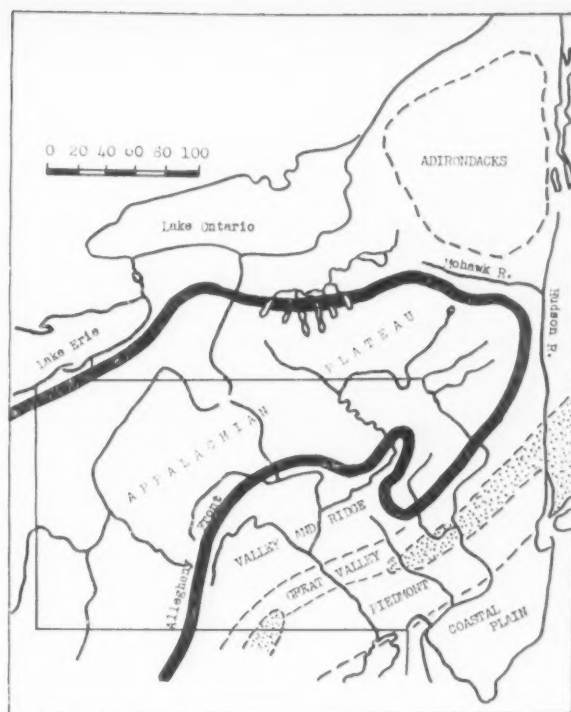 ADIRONDACKS
0 20 40 60 80 100
Lake Ontario
Mohawk R.
Hudson R.
Lake Erie
PLATEAU
APPALACHIAN
Allegheny Front
VALLEY AND RIDGE
GREAT VALLEY
PIEDMONT
COASTAL PLAIN